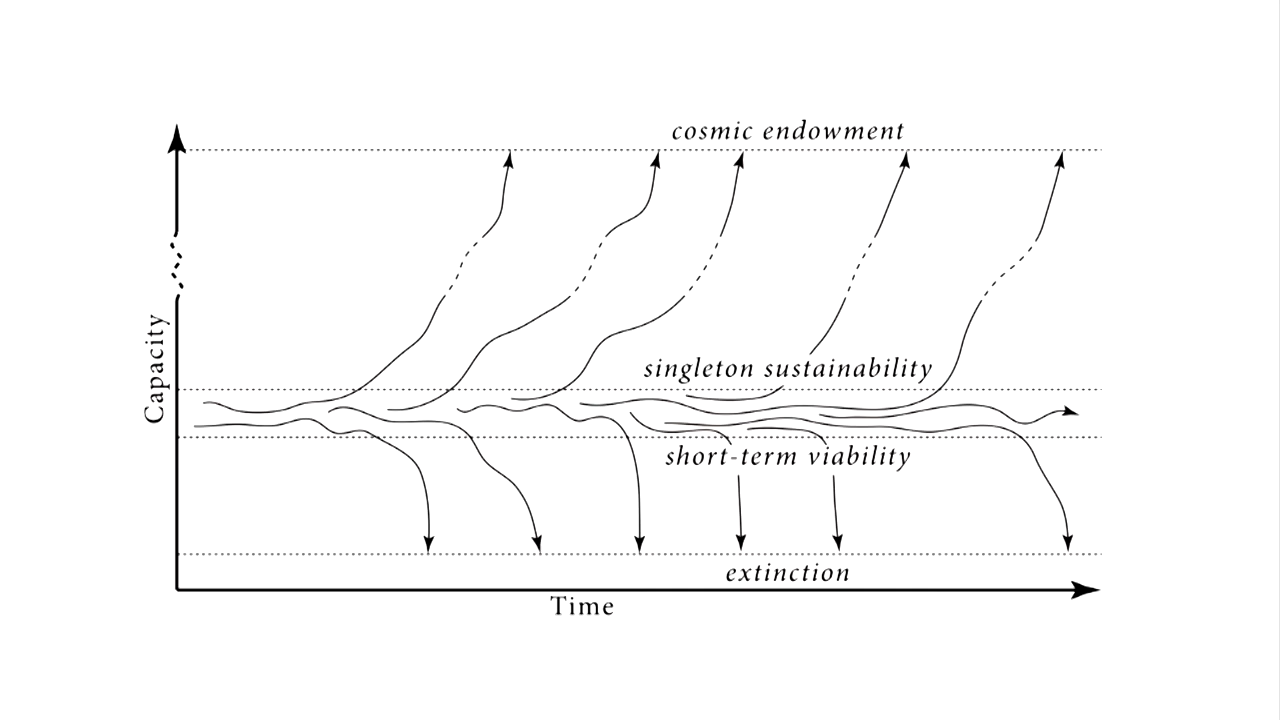 cosmic endowment
Capacity
singleton sustainability
short-term viability
extinction
Time